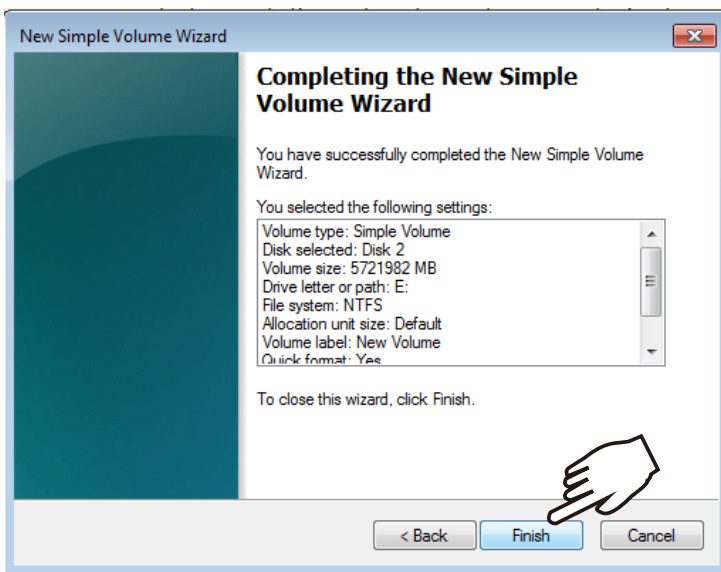 New Simple Volume Wizard
Completing the New Simple
Volume Wizard
You have successfully completed the New Simple Volume
Wizard.
You selected the following settings:
Volume type: Simple Volume
Disk selected: Disk 2
Volume size: 5721982 MB
Drive letter or path: E:
File system: NTFS
Allocation unit size: Default
Volume label: New Volume
Quick format: Yes
To close this wizard, click Finish.
< Back
Finish
Cancel